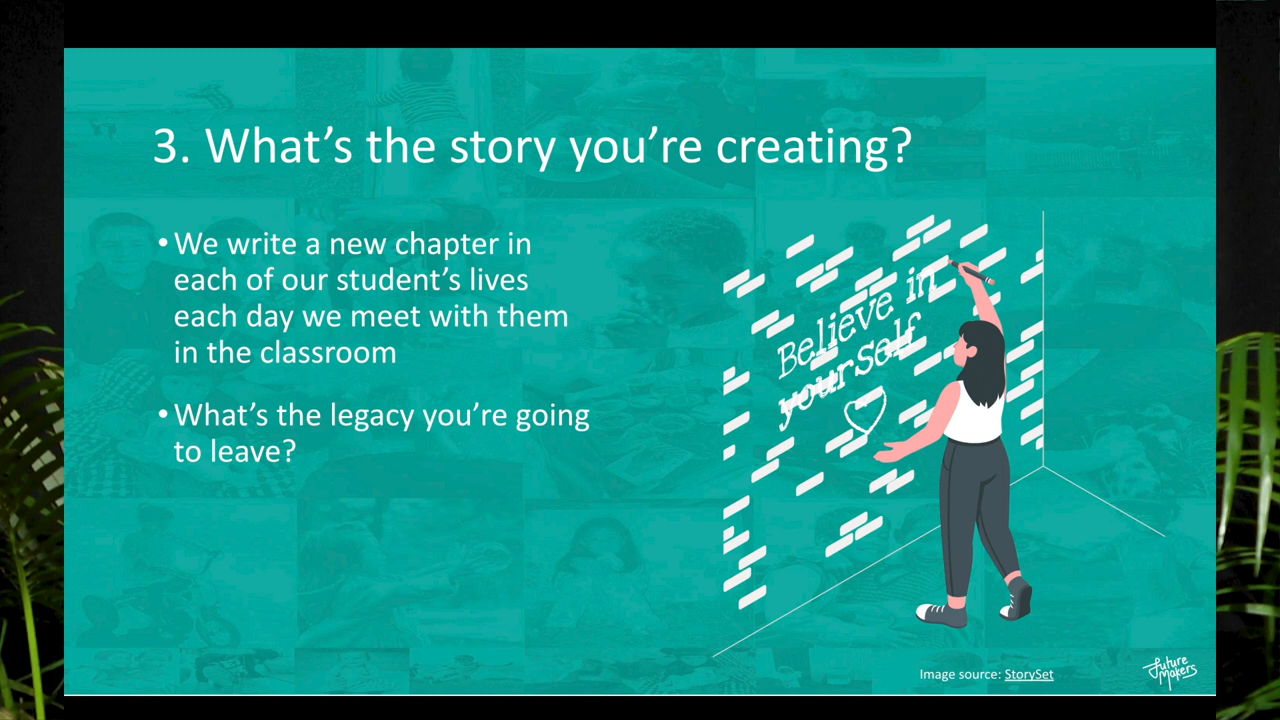 3. What’s the story you’re creating?
•We write a new chapter in
each of our student’s lives
each day we meet with them
in the classroom
•What’s the legacy you’re going
to leave?
Believe in
yourself
Image source: StorySet
Future
Makers